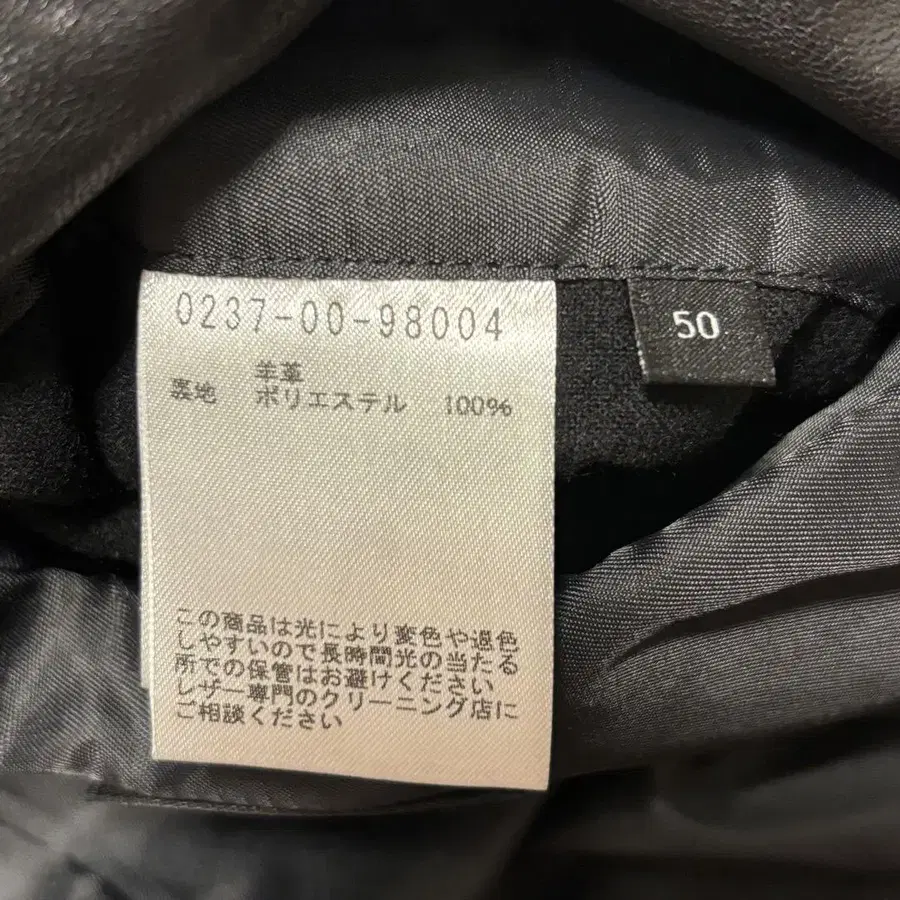 0237-00-98004
50
羊革
裏地 ポリエステル 100%
この商品は光により変色や退色
しやすいので長時間光の当たる
所での保管はお避けください
レザー専門のクリーニング店に
ご相談ください